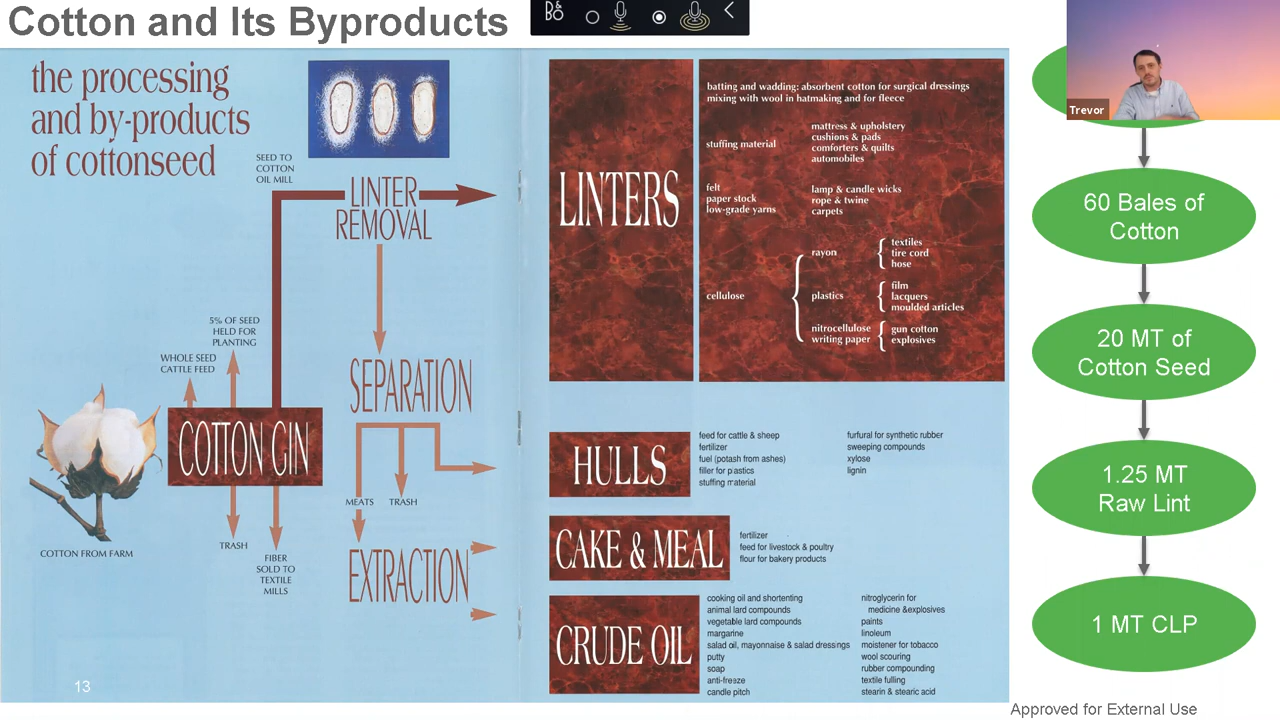 Cotton and Its Byproducts
B&O
the processing
and by-products
of cottonseed
SEED TO
COTTON
OIL MILL
LINTER
REMOVAL
5% OF SEED
HELD FOR
PLANTING
WHOLE SEED
CATTLE FEED
COTTON GIN
COTTON FROM FARM
TRASH
FIBER
SOLD TO
TEXTILE
MILLS
SEPARATION
MEATS
TRASH
EXTRACTION
LINTERS
batting and wadding: absorbent cotton for surgical dressings
mixing with wool in hatmaking and for fleece
stuffing material
mattress & upholstery
cushions & pads
comforters & quilts
automobiles
felt
paper stock
low-grade yarns
lamp & candle wicks
rope & twine
carpets
cellulose
rayon
textiles
tire cord
hose
plastics
film
lacquers
moulded articles
nitrocellulose
writing paper
gun cotton
explosives
HULLS
feed for cattle & sheep
fertilizer
fuel (potash from ashes)
filler for plastics
stuffing material
furfural for synthetic rubber
sweeping compounds
xylose
lignin
CAKE & MEAL
fertilizer
feed for livestock & poultry
flour for bakery products
CRUDE OIL
cooking oil and shortening
animal lard compounds
vegetable lard compounds
margarine
salad oil, mayonnaise & salad dressings
putty
soap
anti-freeze
candle pitch
nitroglycerin for
medicine &explosives
paints
linoleum
moistener for tobacco
wool scouring
rubber compounding
textile fulling
stearin & stearic acid
13
Trevor
60 Bales of
Cotton
20 MT of
Cotton Seed
1.25 MT
Raw Lint
1 MT CLP
Approved for External Use